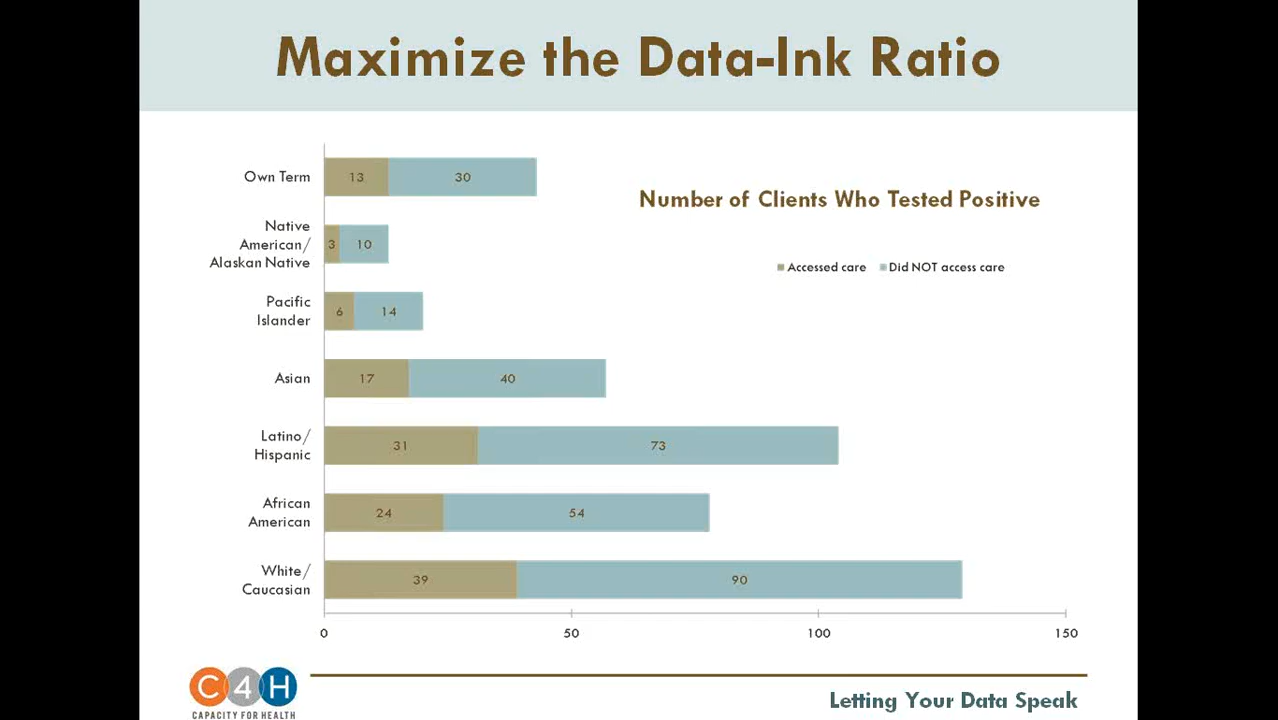 Maximize the Data-Ink Ratio
Number of Clients Who Tested Positive
Accessed care Did NOT access care
Own Term 13 30
Native
American/
Alaskan Native
3 10
Pacific
Islander
6 14
Asian 17 40
Latino/
Hispanic
31 73
African
American
24 54
White/
Caucasian
39 90
0 50 100 150
C4H
CAPACITY FOR HEALTH
Letting Your Data Speak